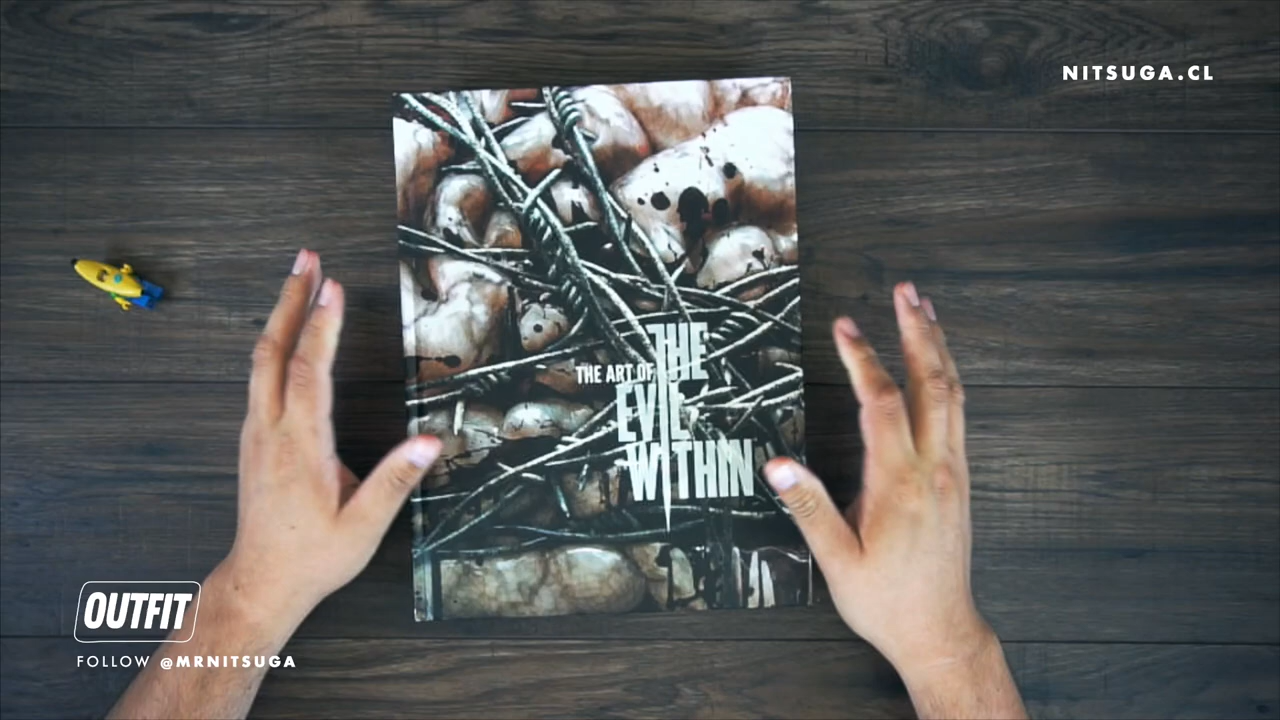 NITSUGA.CL
THE ART OF THE
EVIL
WITHIN
OUTFIT
FOLLOW @MRNITSUGA